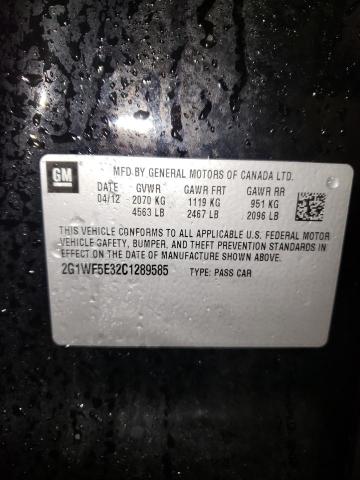 GM
MFD BY GENERAL MOTORS OF CANADA LTD.
DATE GVWR GAWR FRT GAWR RR
04/12 2070 KG 1119 KG 951 KG
4563 LB 2467 LB 2096 LB
THIS VEHICLE CONFORMS TO ALL APPLICABLE U.S. FEDERAL MOTOR
VEHICLE SAFETY, BUMPER, AND THEFT PREVENTION STANDARDS IN
EFFECT ON THE DATE OF MANUFACTURE SHOWN ABOVE.
2G1WF5E32C1289585 TYPE: PASS CAR